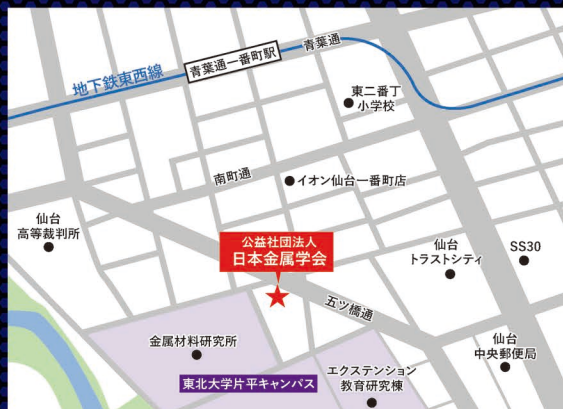 青葉通
青葉通一番町駅
地下鉄東西線
東二番丁
小学校
南町通
イオン仙台一番町店
仙台
高等裁判所
公益社団法人
日本金属学会
仙台
トラストシティ
SS30
五ツ橋通
金属材料研究所
仙台
中央郵便局
エクステンション
教育研究棟
東北大学片平キャンパス